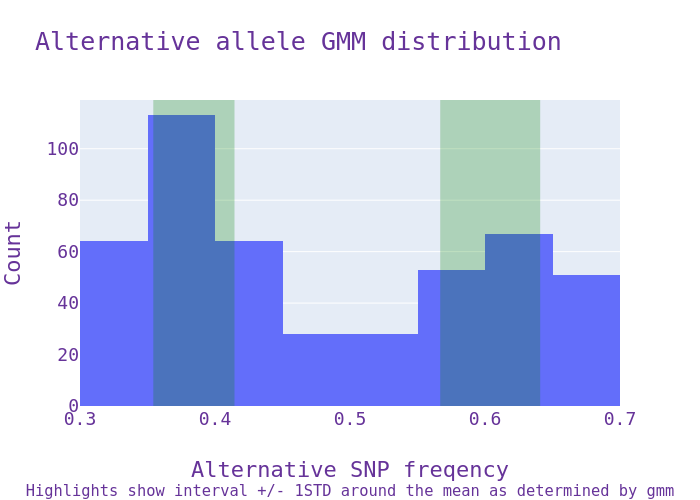 Alternative allele GMM distribution
100
80
60
40
20
0
Count
0.3 0.4 0.5 0.6 0.7
Alternative SNP freqency
Highlights show interval +/- 1STD around the mean as determined by gmm